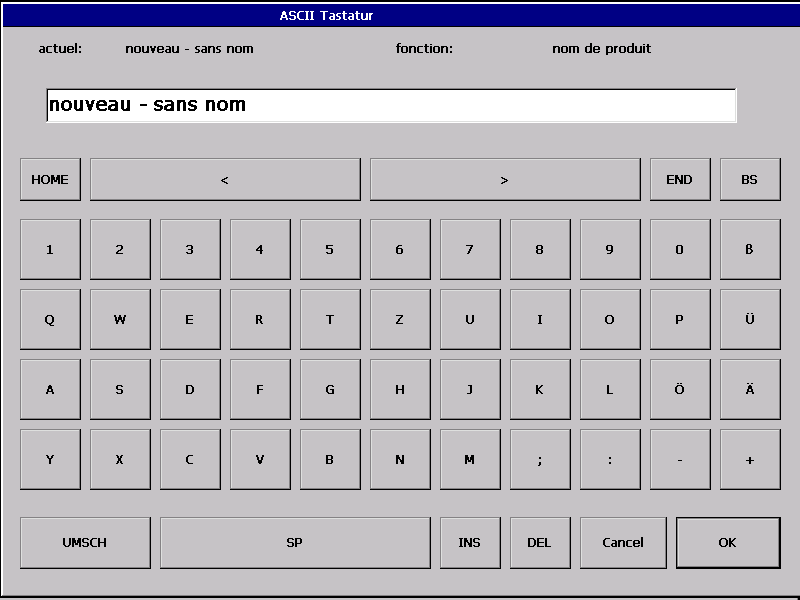 ASCII Tastatur
actuel: nouveau - sans nom fonction: nom de produit
nouveau - sans nom
HOME < > END BS
1 2 3 4 5 6 7 8 9 0 ß
Q W E R T Z U I O P Ü
A S D F G H J K L Ö Ä
Y X C V B N M ; : - +
UMSCH SP INS DEL Cancel OK